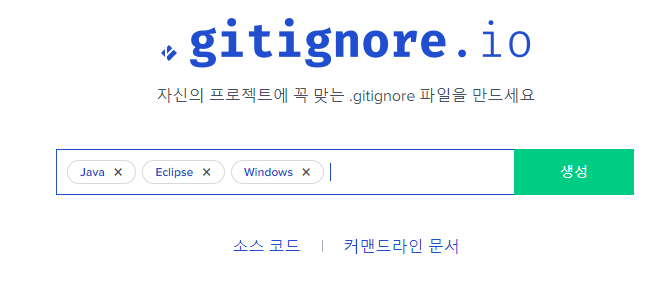 gitignore.io
자신의 프로젝트에 꼭 맞는 .gitignore 파일을 만드세요
Java × Eclipse × Windows × 생성
소스 코드 | 커맨드라인 문서